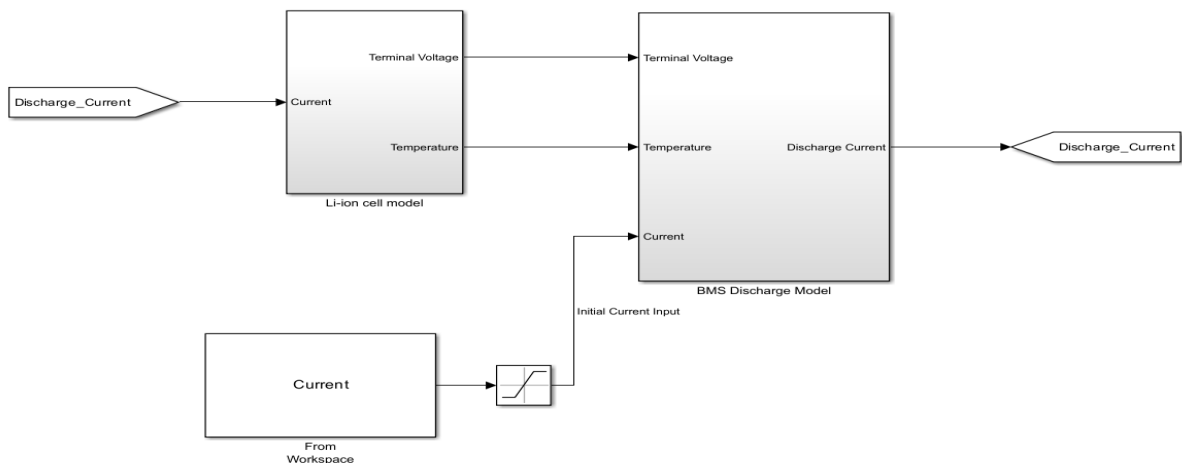 Discharge_Current
Current
Terminal Voltage
Temperature
Li-ion cell model
Terminal Voltage
Temperature
Current
Discharge Current
BMS Discharge Model
Discharge_Current
Initial Current Input
Current
From
Workspace